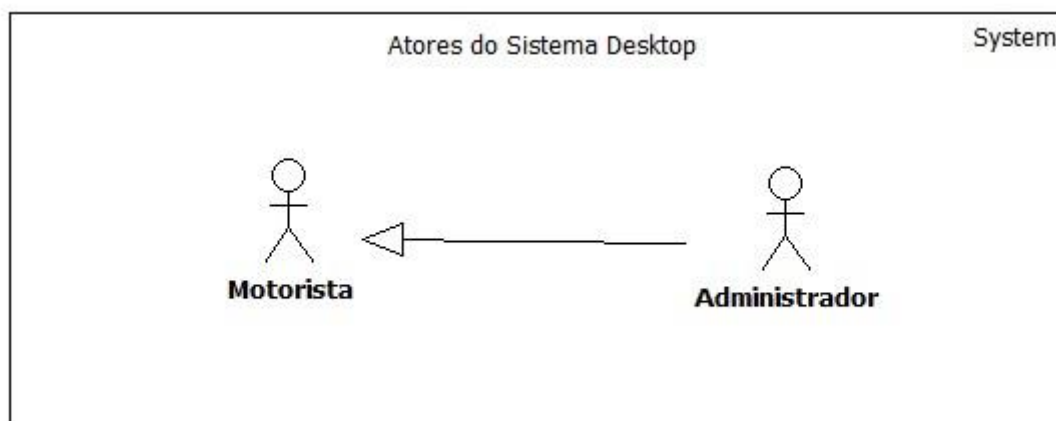 Atores do Sistema Desktop
System
Motorista
Administrador